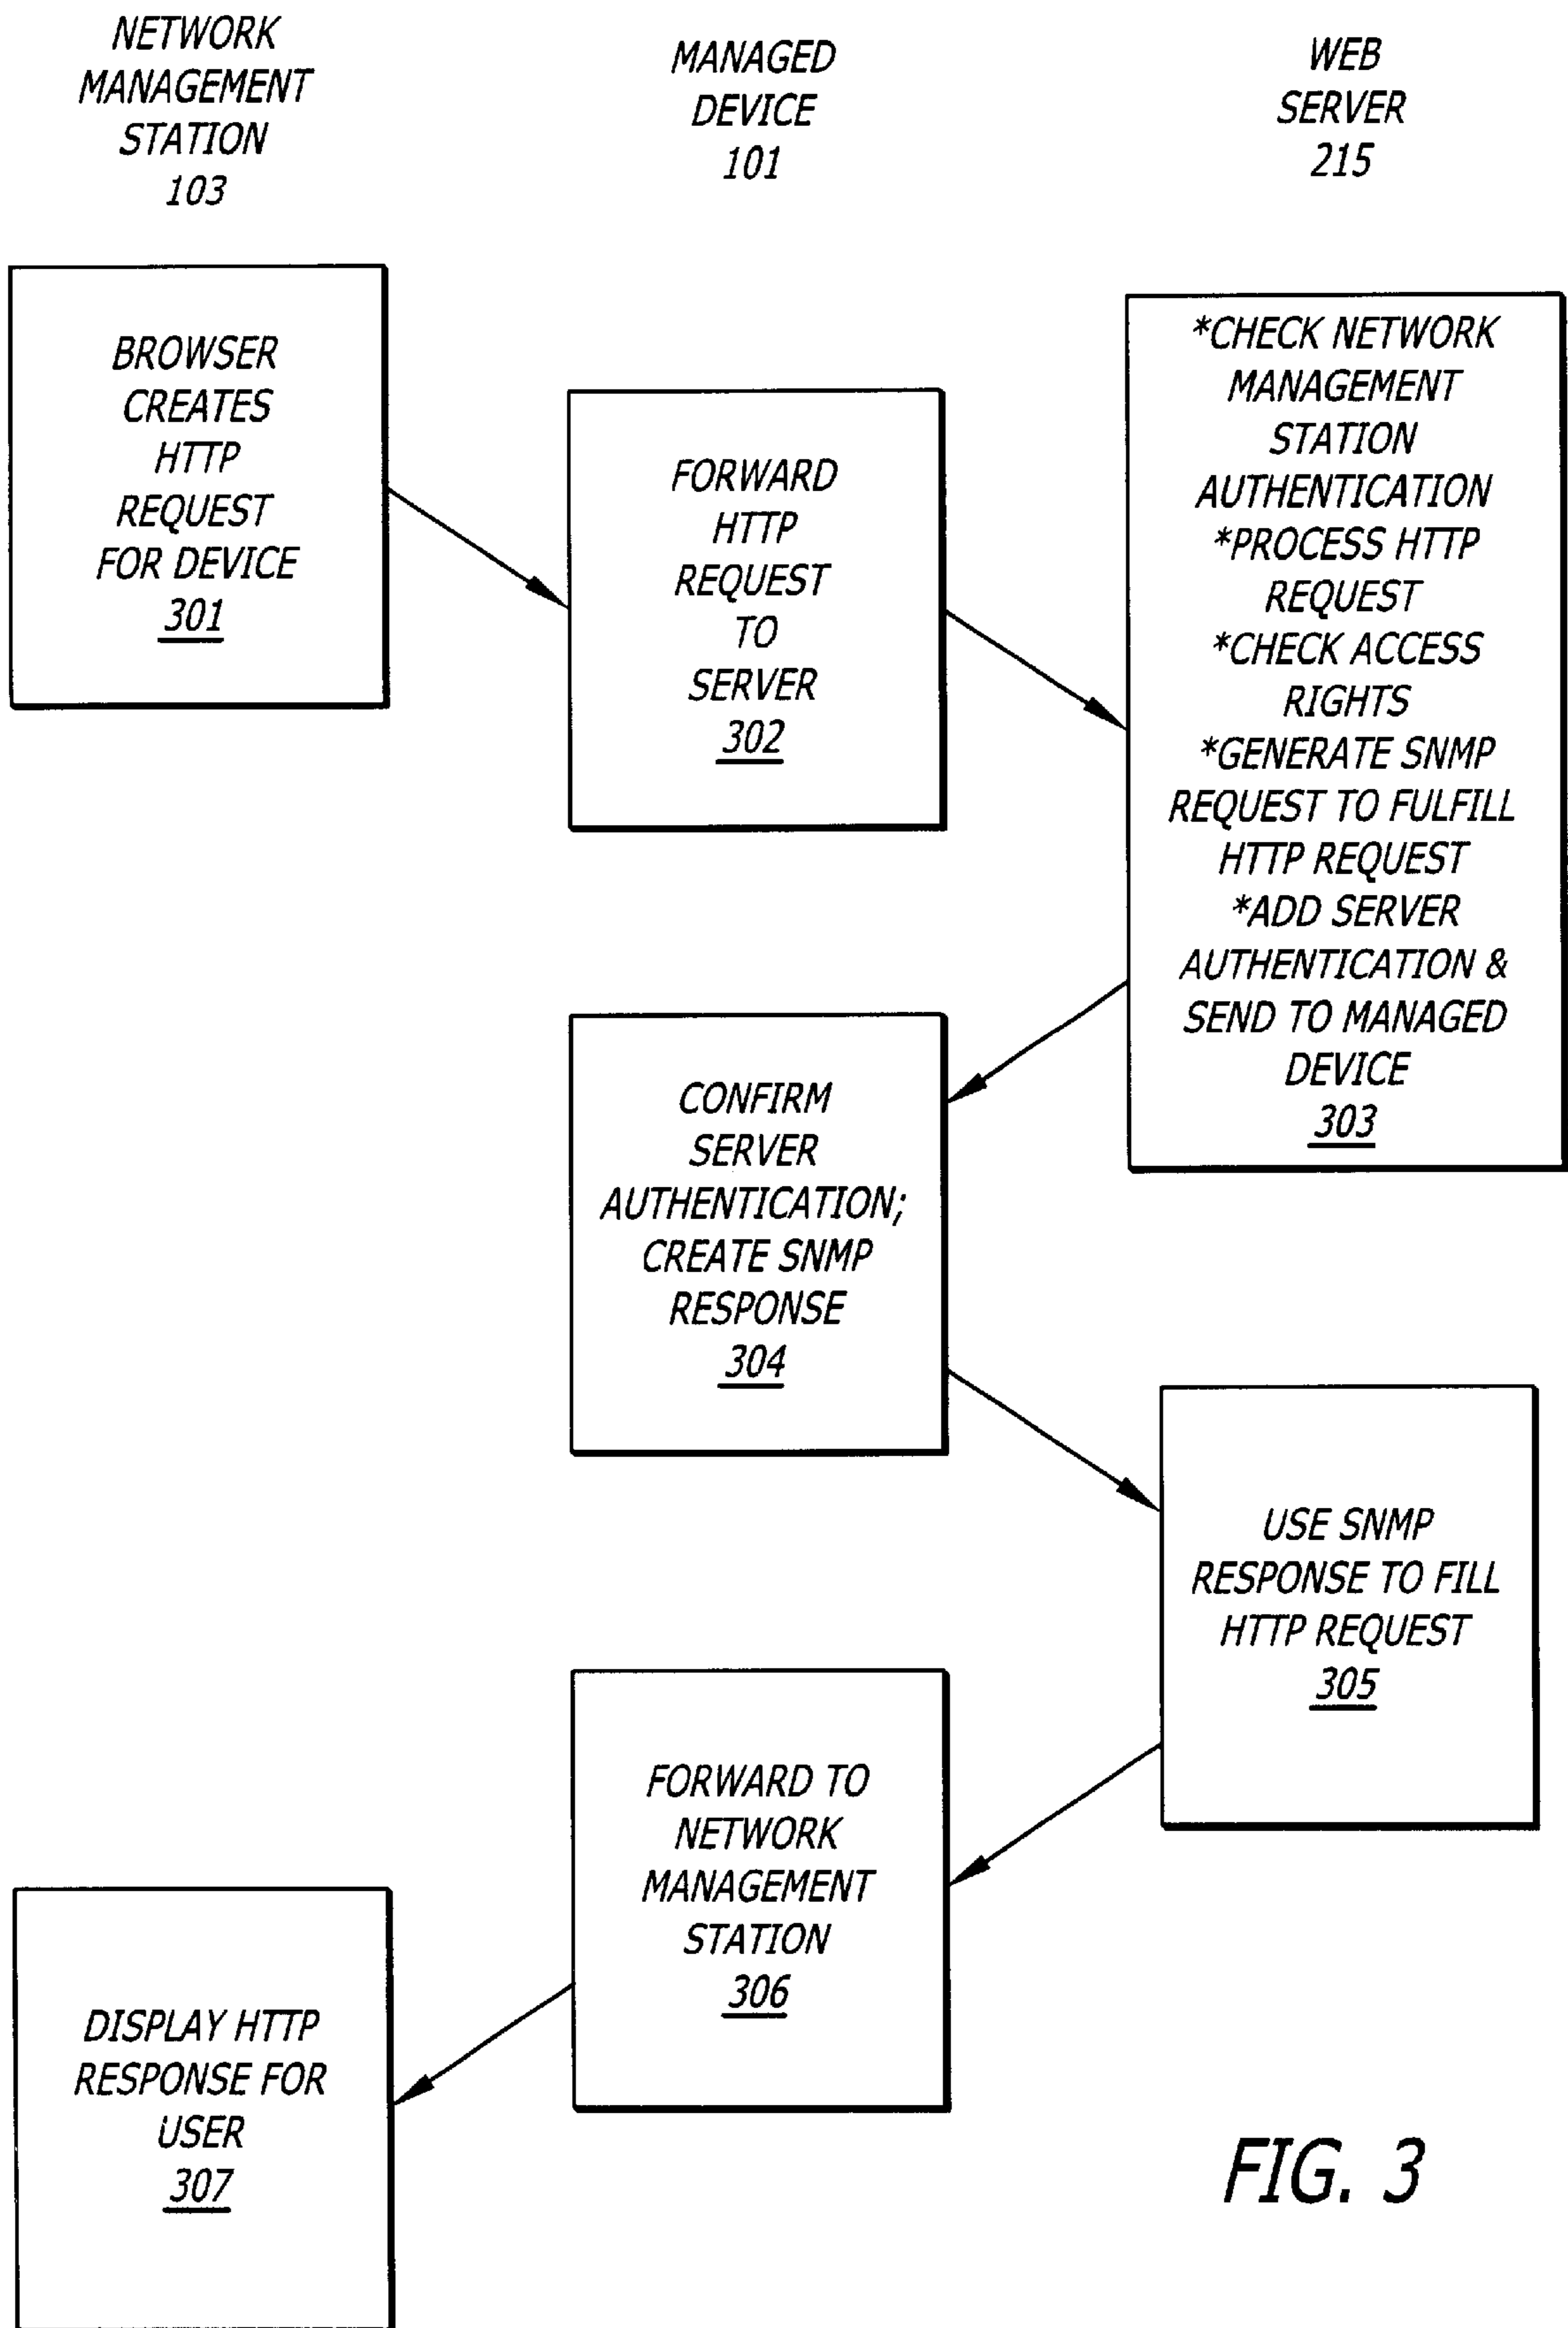 NETWORK
MANAGEMENT
STATION
103
MANAGED
DEVICE
101
WEB
SERVER
215
BROWSER
CREATES
HTTP
REQUEST
FOR DEVICE
301
FORWARD
HTTP
REQUEST
TO
SERVER
302
*CHECK NETWORK
MANAGEMENT
STATION
AUTHENTICATION
*PROCESS HTTP
REQUEST
*CHECK ACCESS
RIGHTS
*GENERATE SNMP
REQUEST TO FULFILL
HTTP REQUEST
*ADD SERVER
AUTHENTICATION &
SEND TO MANAGED
DEVICE
303
CONFIRM
SERVER
AUTHENTICATION;
CREATE SNMP
RESPONSE
304
USE SNMP
RESPONSE TO FILL
HTTP REQUEST
305
FORWARD TO
NETWORK
MANAGEMENT
STATION
306
DISPLAY HTTP
RESPONSE FOR
USER
307
FIG. 3